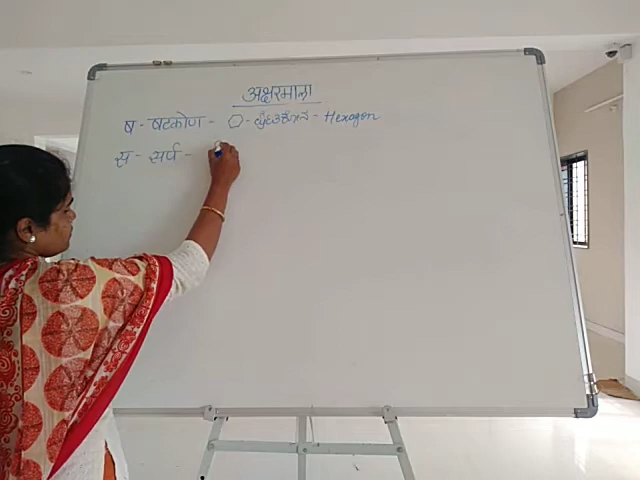 अक्षरमाला
ष - षटकोण - - Hexagon
स - सर्प -